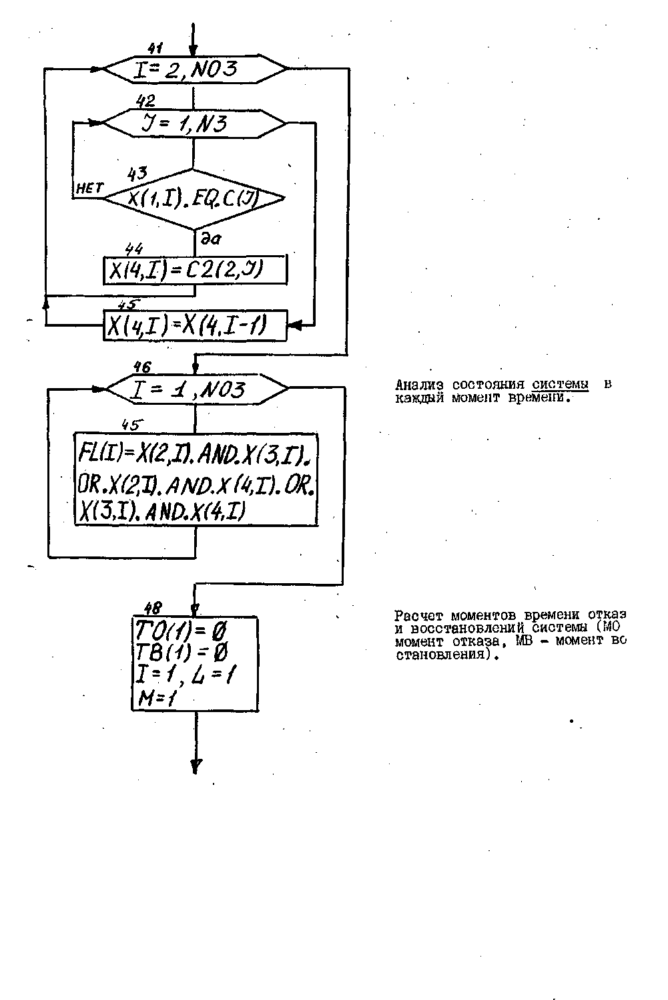 41
I = 2, NO3
42
J = 1, N3
43
НЕТ
X(1,I).EQ.C(J)
да
44
X(4,I)=C2(2,J)
45
X(4,I)=X(4,I-1)
46
I = 1, NO3
Анализ состояния системы в
каждый момент времени.
45
FL(I)=X(2,I).AND.X(3,I).
OR.X(2,I).AND.X(4,I).OR.
X(3,I).AND.X(4,I)
48
TO(1)=Ø
TB(1)=Ø
I=1, L=1
M=1
Расчет моментов времени отказ
и восстановлений системы (МО
момент отказа, МВ - момент вс
становления).